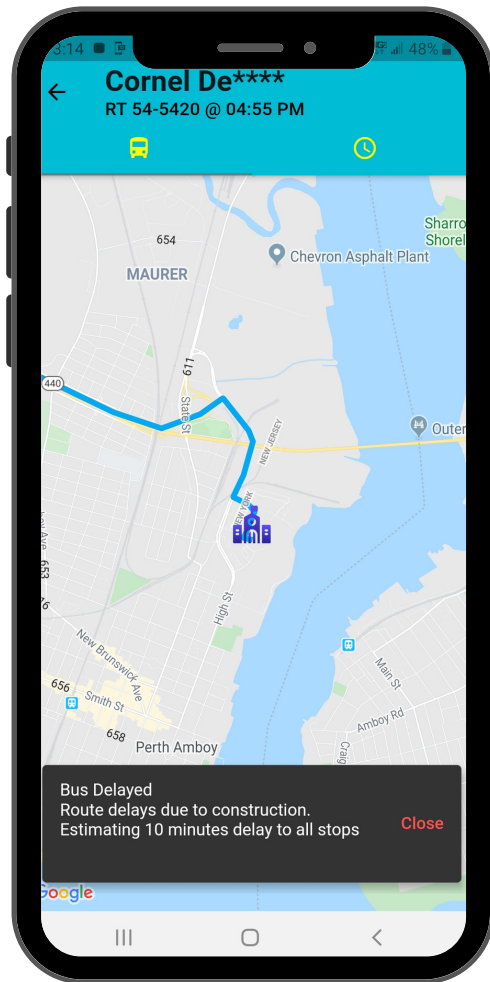 3:14
48%
Cornel De****
RT 54-5420 @ 04:55 PM
654
MAURER
Sharro
Shorel
Chevron Asphalt Plant
611
440
State St
NEW JERSEY
Outer
NEW YORK
653
High St
New Brunswick Ave
656
Smith St
658
Perth Amboy
Main St
Amboy Rd
Craig
Bus Delayed
Route delays due to construction.
Estimating 10 minutes delay to all stops
Close
Google